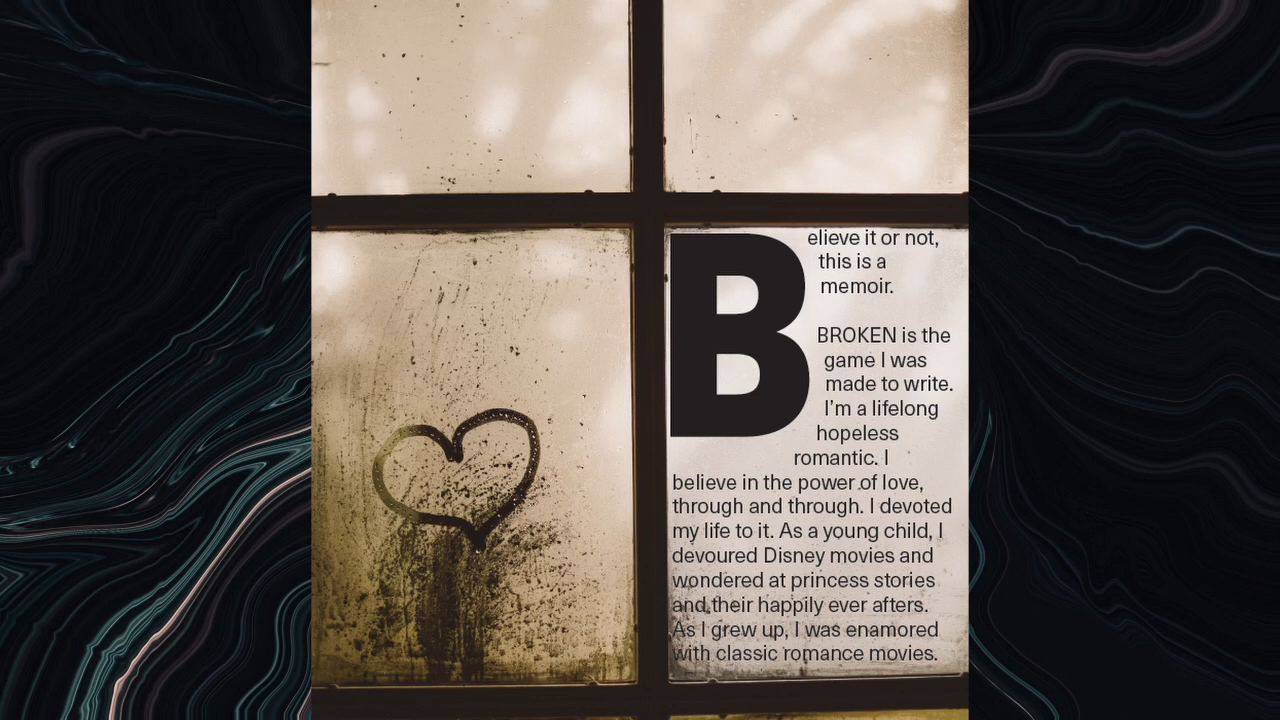 Believe it or not,
this is a
memoir.
BROKEN is the
game I was
made to write.
I'm a lifelong
hopeless
romantic. I
believe in the power of love,
through and through. I devoted
my life to it. As a young child, I
devoured Disney movies and
wondered at princess stories
and their happily ever afters.
As I grew up, I was enamored
with classic romance movies.